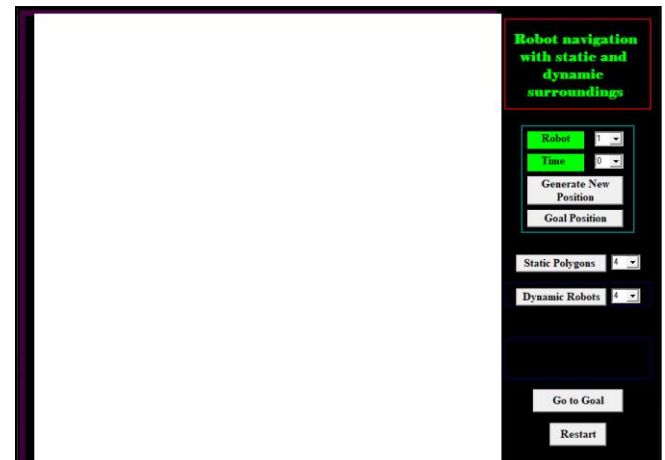 Robot navigation
with static and
dynamic
surroundings
Robot 1
Time 0
Generate New
Position
Goal Position
Static Polygons 4
Dynamic Robots 4
Go to Goal
Restart